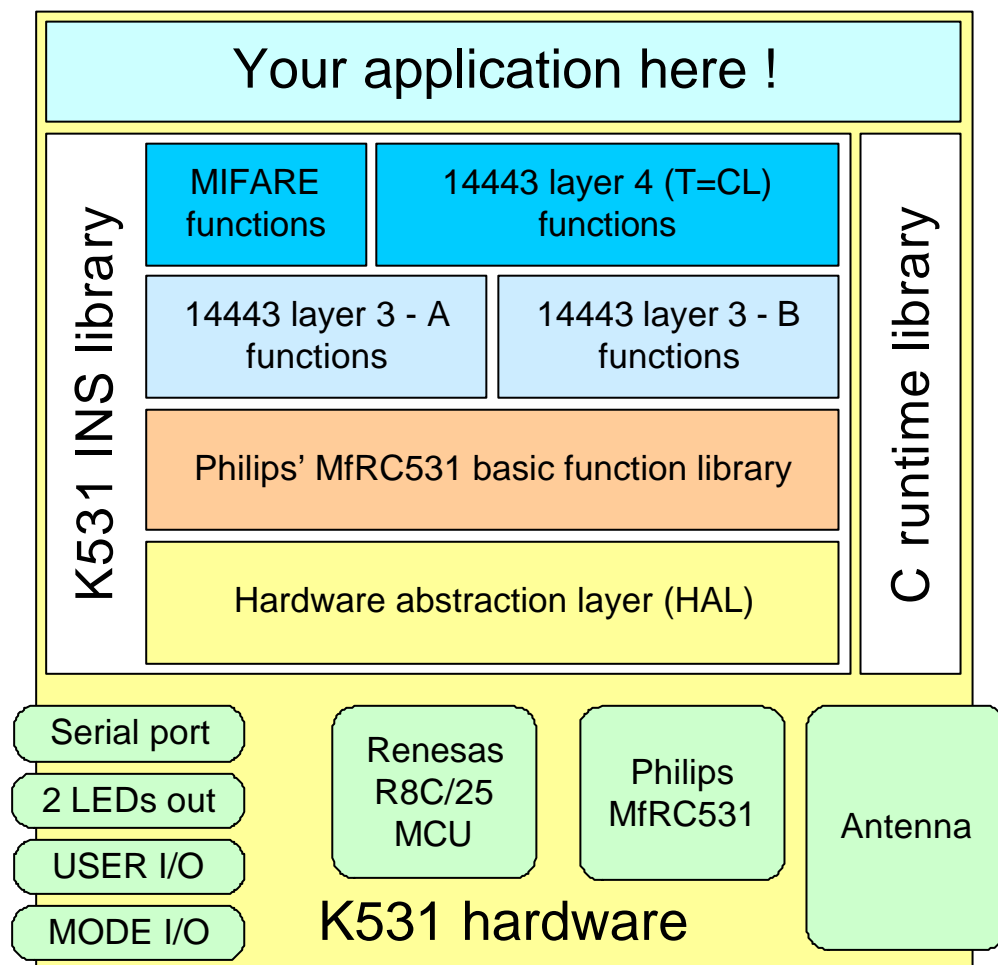 Your application here !
K531 INS library
MIFARE
functions
14443 layer 4 (T=CL)
functions
14443 layer 3 - A
functions
14443 layer 3 - B
functions
Philips’ MfRC531 basic function library
Hardware abstraction layer (HAL)
C runtime library
Serial port
2 LEDs out
USER I/O
MODE I/O
Renesas
R8C/25
MCU
Philips
MfRC531
Antenna
K531 hardware